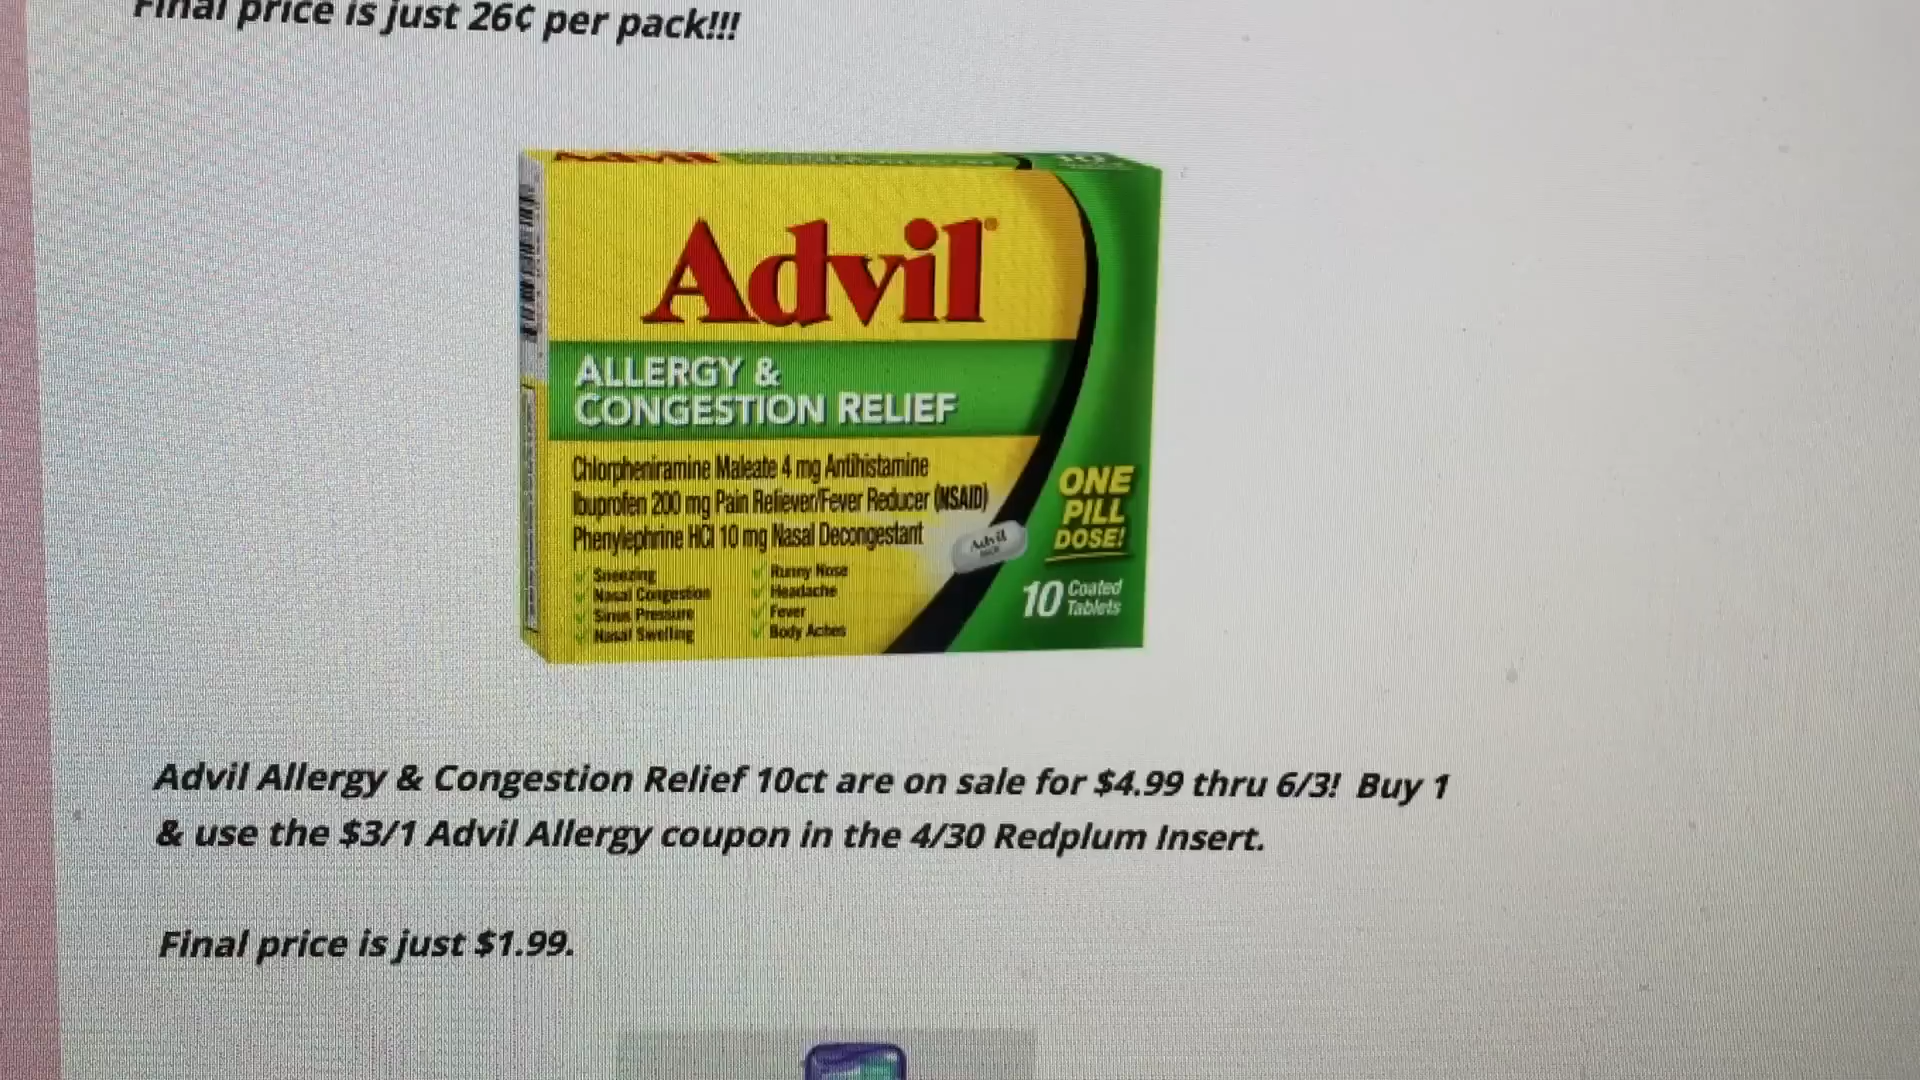 Final price is just 26¢ per pack!!!
Advil®
ALLERGY &
CONGESTION RELIEF
Chlorpheniramine Maleate 4 mg Antihistamine
Ibuprofen 200 mg Pain Reliever/Fever Reducer (NSAID)
Phenylephrine HCl 10 mg Nasal Decongestant
Sneezing
Nasal Congestion
Sinus Pressure
Nasal Swelling
Runny Nose
Headache
Fever
Body Aches
Advil
ONE
PILL
DOSE!
10 Coated
Tablets
Advil Allergy & Congestion Relief 10ct are on sale for $4.99 thru 6/3! Buy 1
& use the $3/1 Advil Allergy coupon in the 4/30 Redplum Insert.
Final price is just $1.99.